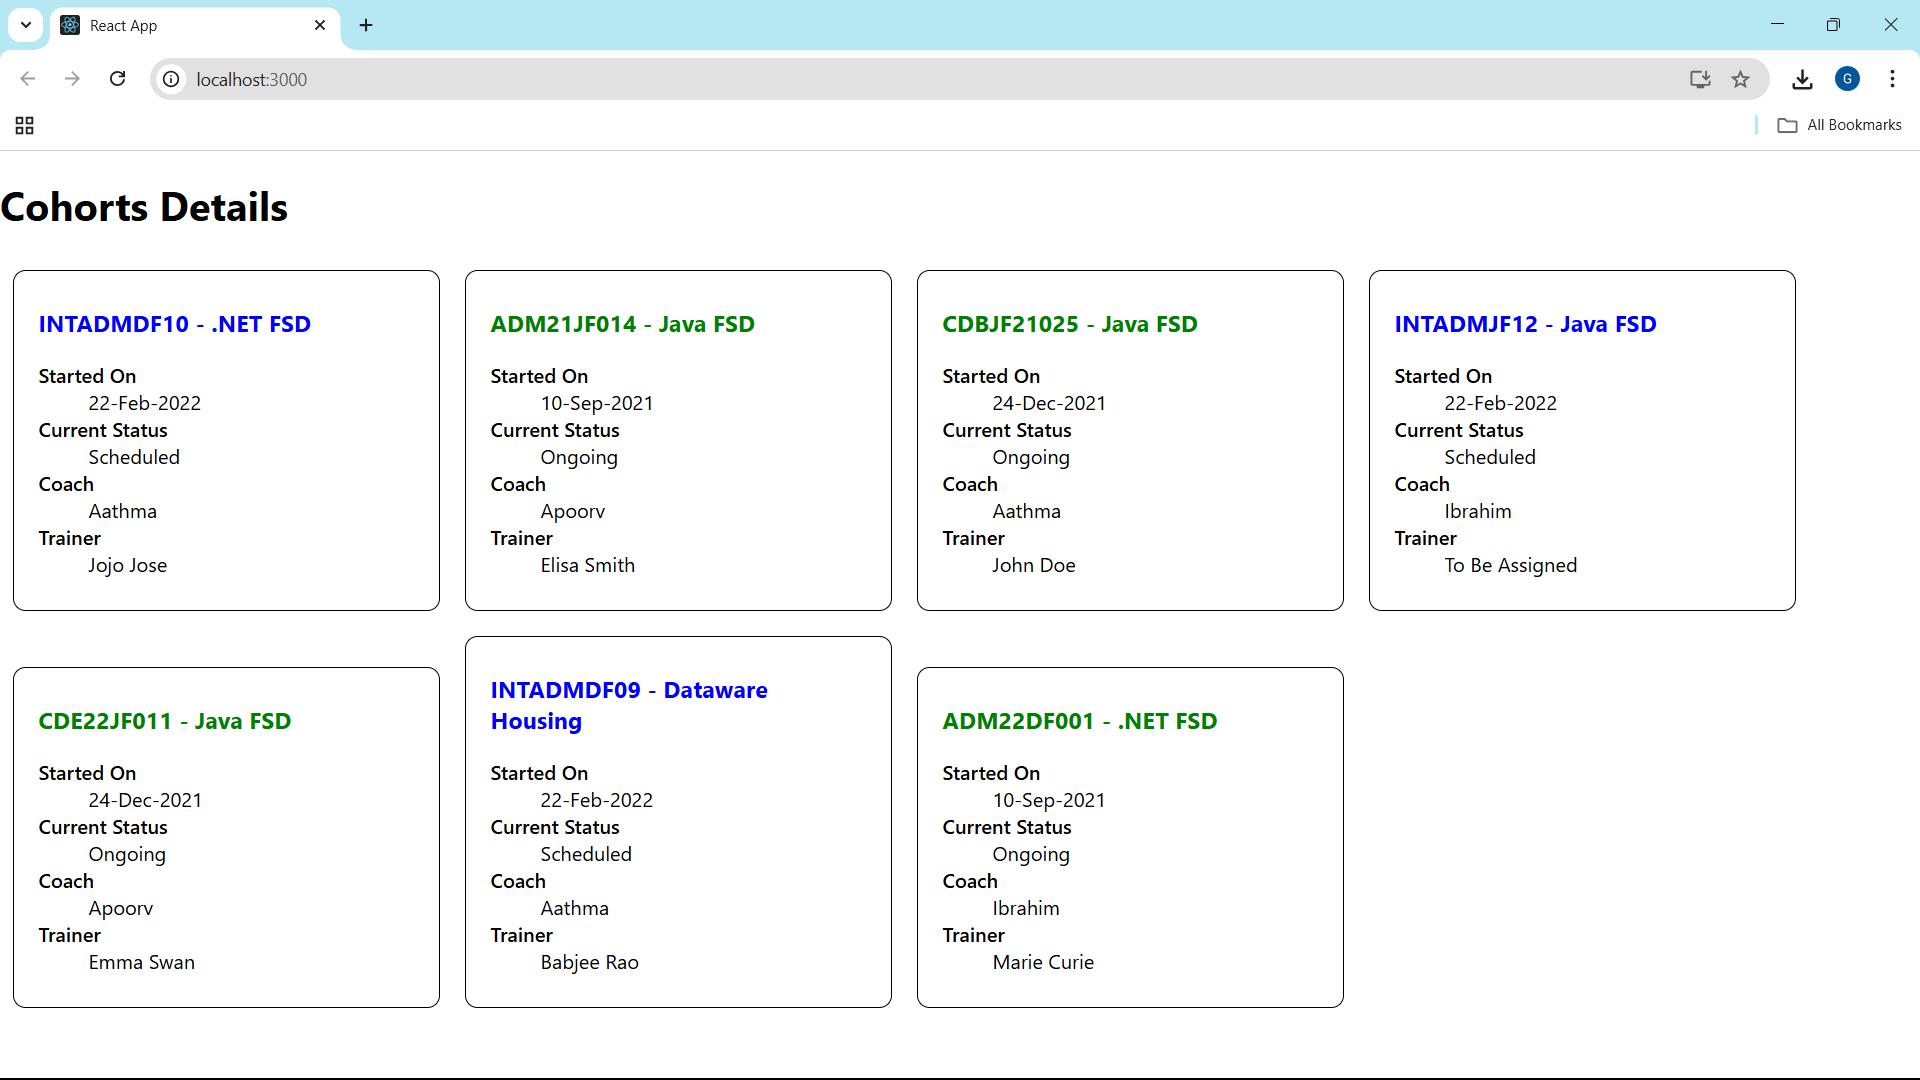 React App
localhost:3000
G
All Bookmarks
Cohorts Details
INTADMDF10 - .NET FSD
Started On
22-Feb-2022
Current Status
Scheduled
Coach
Aathma
Trainer
Jojo Jose
ADM21JF014 - Java FSD
Started On
10-Sep-2021
Current Status
Ongoing
Coach
Apoorv
Trainer
Elisa Smith
CDBJF21025 - Java FSD
Started On
24-Dec-2021
Current Status
Ongoing
Coach
Aathma
Trainer
John Doe
INTADMJF12 - Java FSD
Started On
22-Feb-2022
Current Status
Scheduled
Coach
Ibrahim
Trainer
To Be Assigned
CDE22JF011 - Java FSD
Started On
24-Dec-2021
Current Status
Ongoing
Coach
Apoorv
Trainer
Emma Swan
INTADMDF09 - Dataware
Housing
Started On
22-Feb-2022
Current Status
Scheduled
Coach
Aathma
Trainer
Babjee Rao
ADM22DF001 - .NET FSD
Started On
10-Sep-2021
Current Status
Ongoing
Coach
Ibrahim
Trainer
Marie Curie